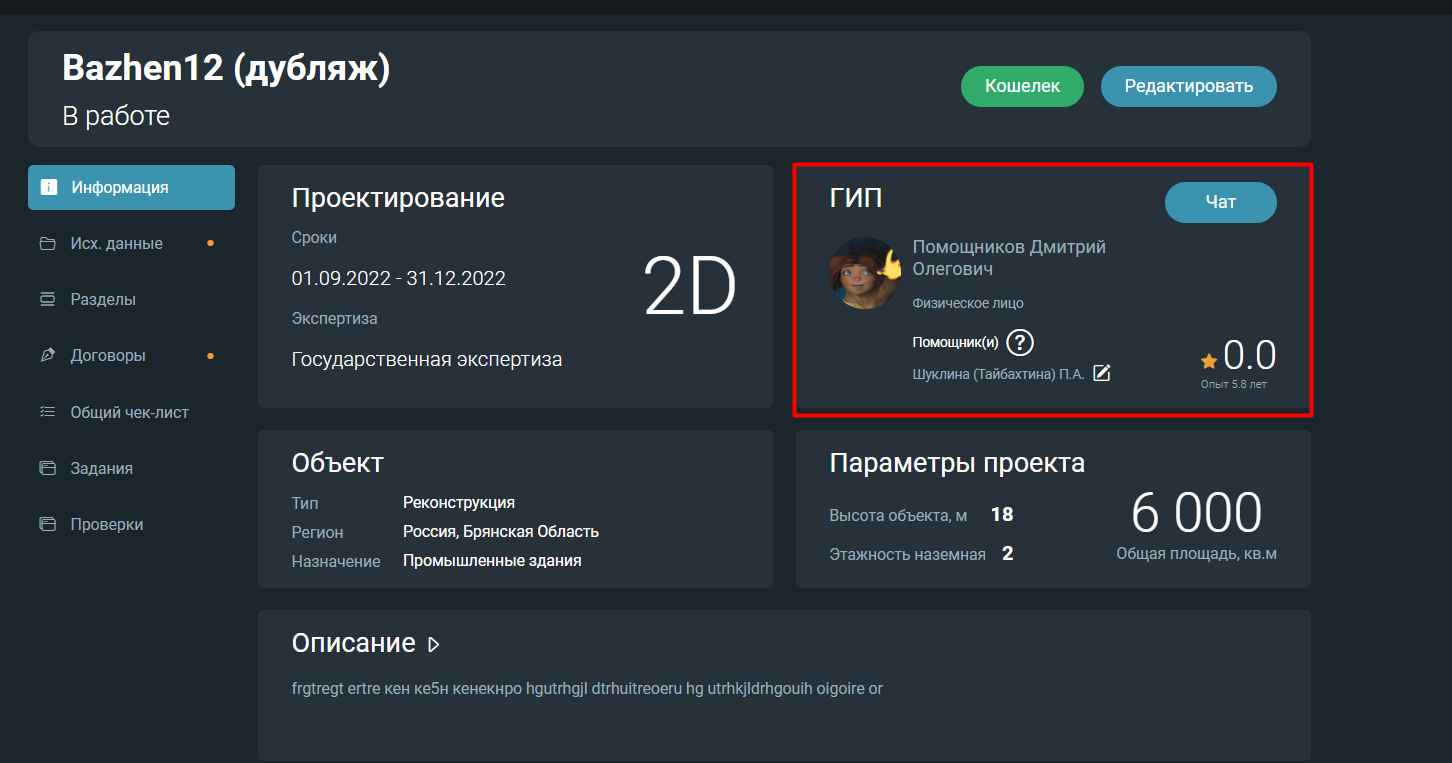 Bazhen12 (дубляж)
В работе
Кошелек
Редактировать
Информация
Исх. данные
Разделы
Договоры
Общий чек-лист
Задания
Проверки
Проектирование
Сроки
01.09.2022 - 31.12.2022
Экспертиза
Государственная экспертиза
2D
ГИП
Чат
Помощников Дмитрий
Олегович
Физическое лицо
Помощник(и) ?
Шуклина (Тайбахтина) П.А.
0.0
Опыт 5.8 лет
Объект
Тип Реконструкция
Регион Россия, Брянская Область
Назначение Промышленные здания
Параметры проекта
Высота объекта, м 18
Этажность наземная 2
6 000
Общая площадь, кв.м
Описание
frgtregt ertre кен ке5н кенекнро hgutrhgjl dtrhuitreoeru hg utrhkjldrhgouih oigoire or